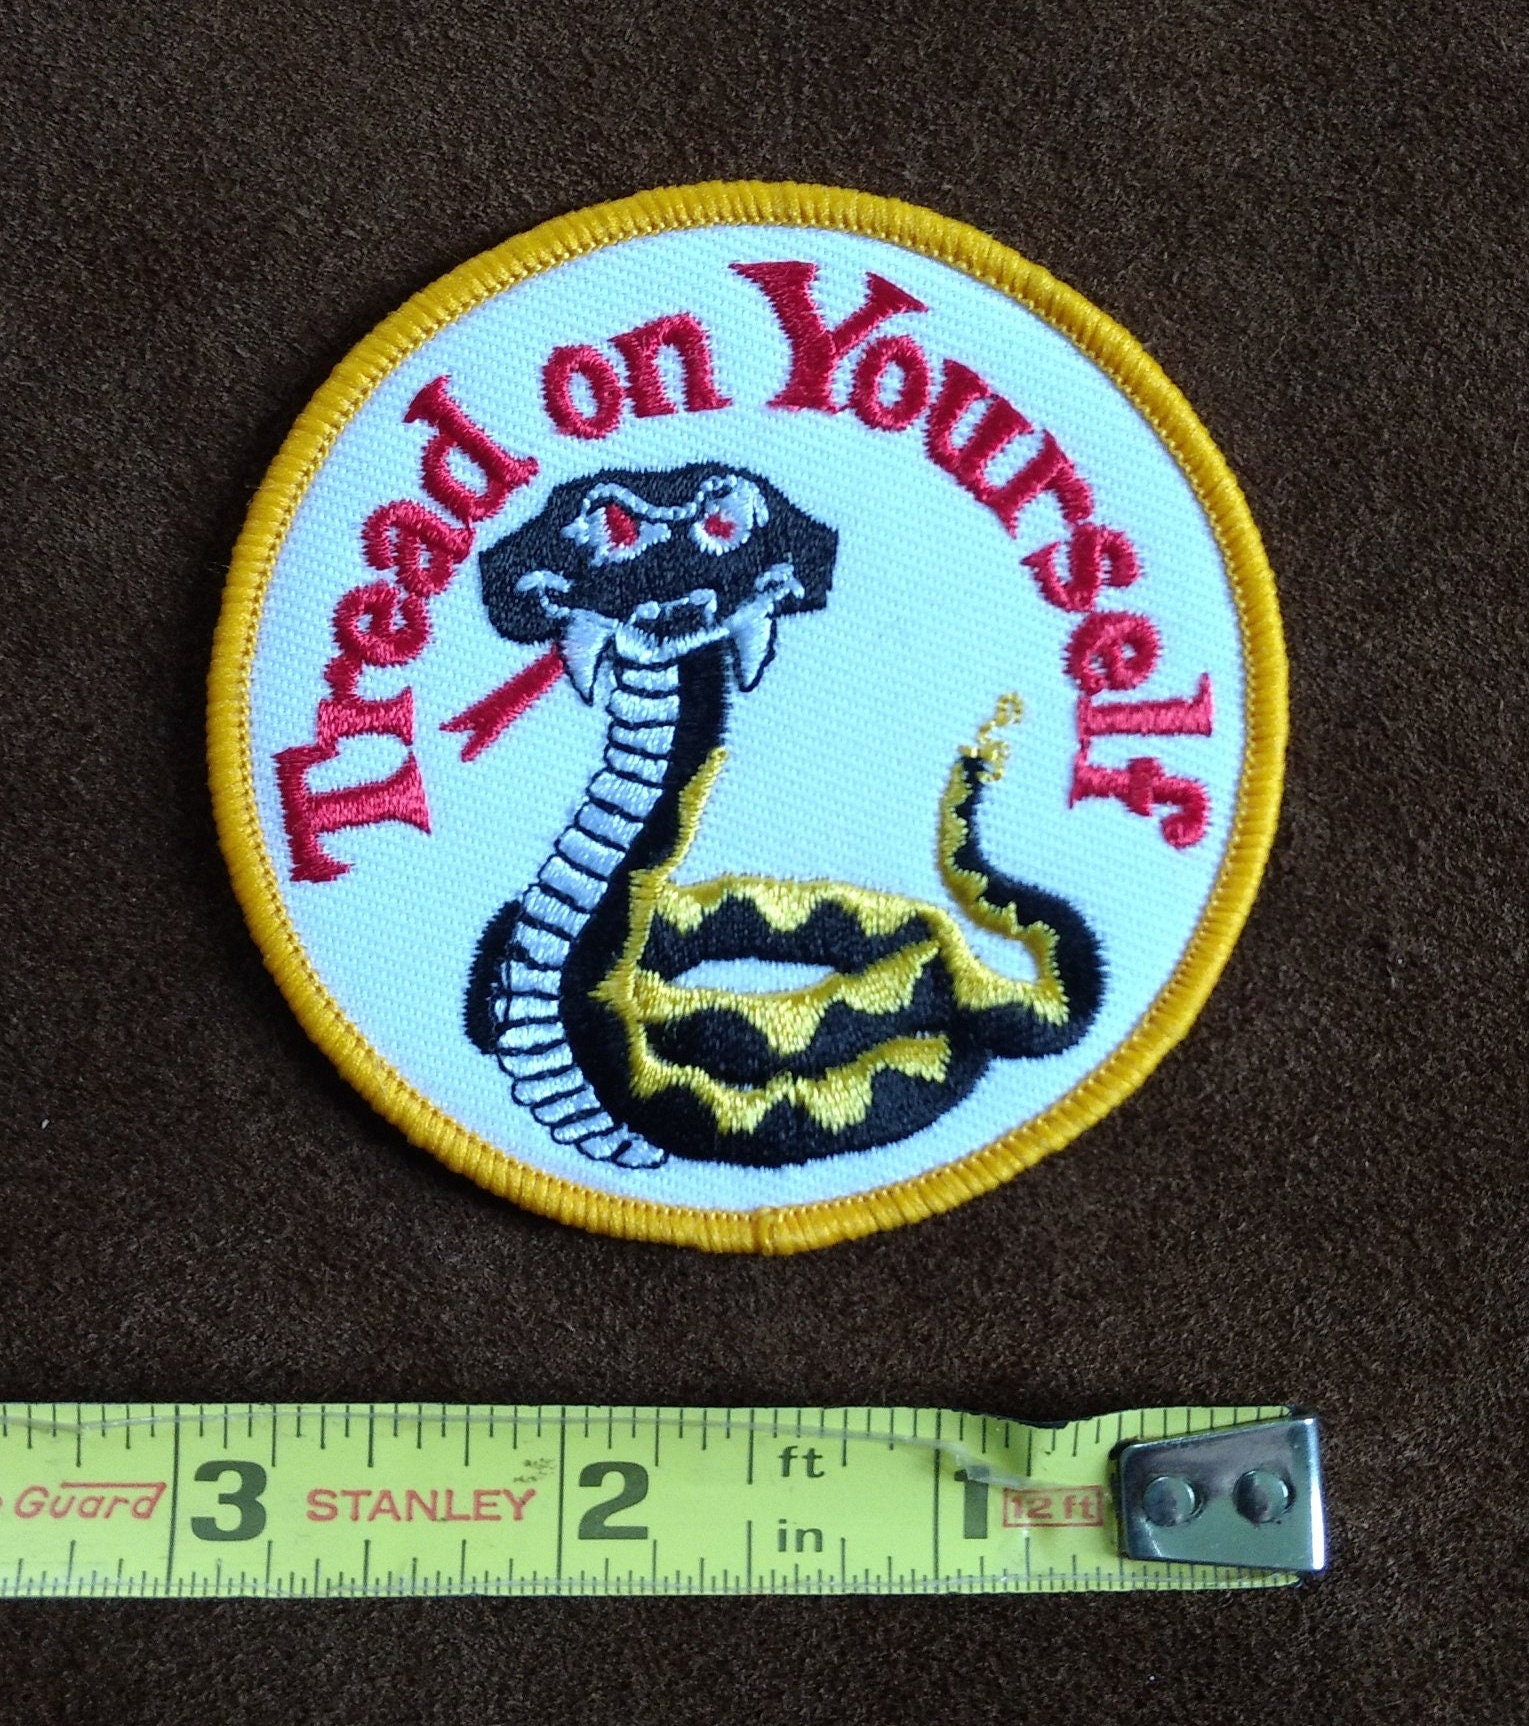 Tread on Yourself
Guard 3 STANLEY 2 ft in 1 12 ft